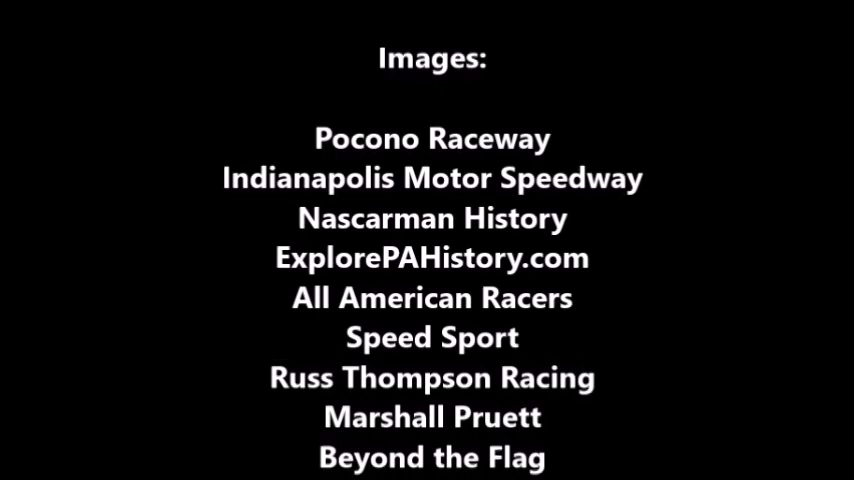 Images:
Pocono Raceway
Indianapolis Motor Speedway
Nascarman History
ExplorePAHistory.com
All American Racers
Speed Sport
Russ Thompson Racing
Marshall Pruett
Beyond the Flag